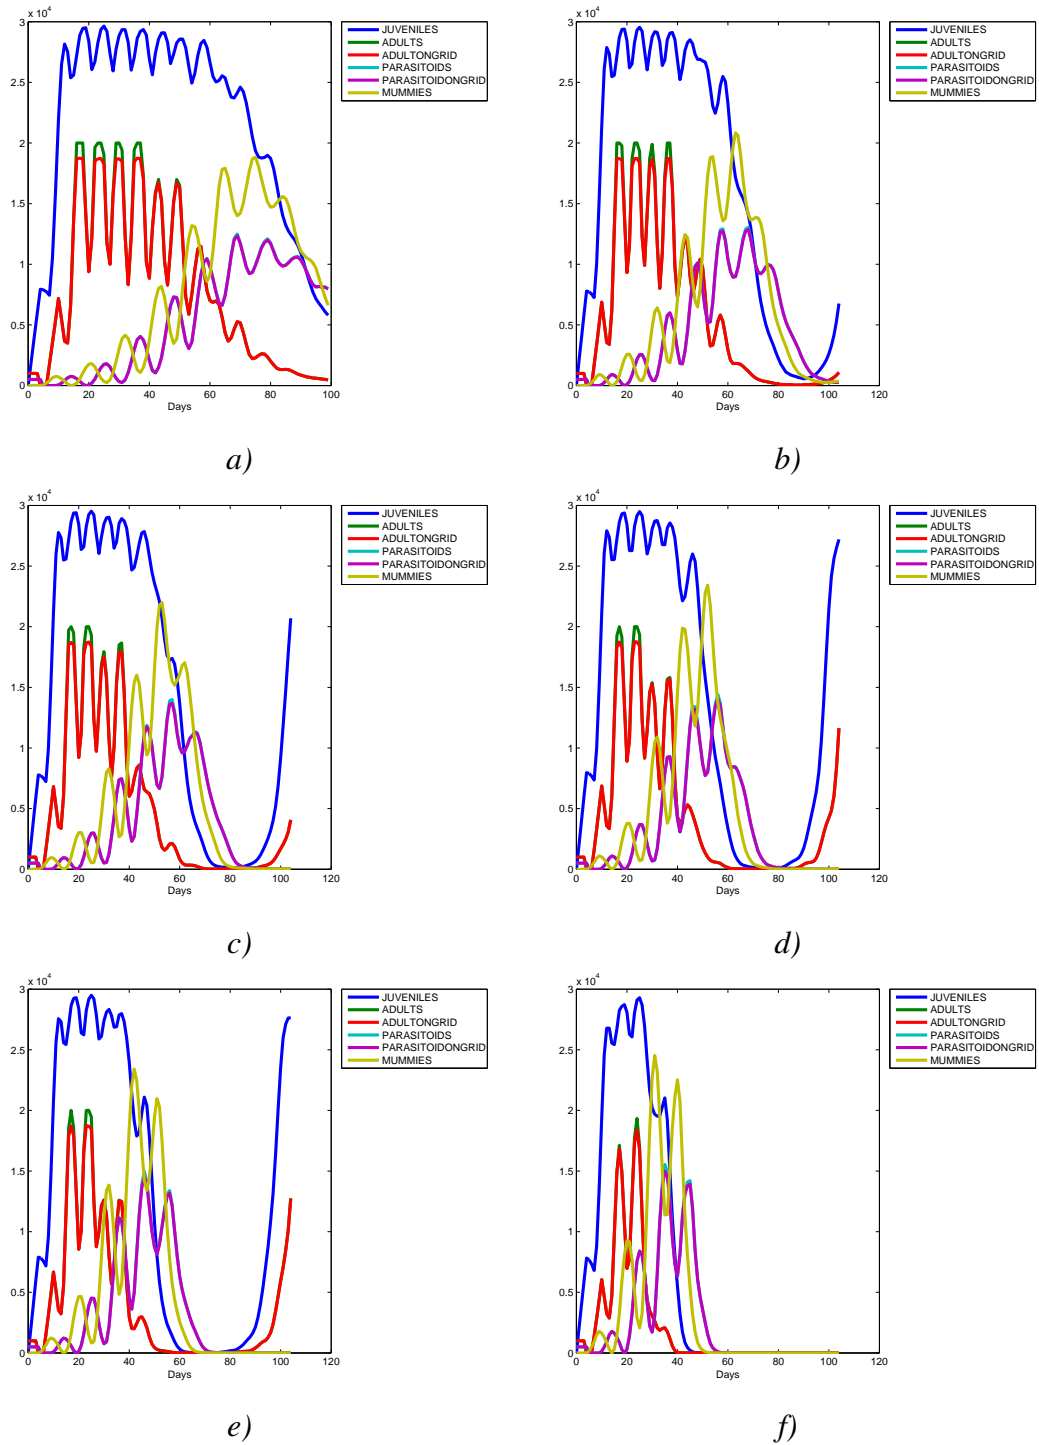 x 10^4
3
2.5
2
1.5
1
0.5
0
0 20 40 60 80 100
Days
JUVENILES
ADULTS
ADULTONGRID
PARASITOIDS
PARASITOIDONGRID
MUMMIES
a)
x 10^4
3
2.5
2
1.5
1
0.5
0
0 20 40 60 80 100 120
Days
JUVENILES
ADULTS
ADULTONGRID
PARASITOIDS
PARASITOIDONGRID
MUMMIES
b)
x 10^4
3
2.5
2
1.5
1
0.5
0
0 20 40 60 80 100 120
Days
JUVENILES
ADULTS
ADULTONGRID
PARASITOIDS
PARASITOIDONGRID
MUMMIES
c)
x 10^4
3
2.5
2
1.5
1
0.5
0
0 20 40 60 80 100 120
Days
JUVENILES
ADULTS
ADULTONGRID
PARASITOIDS
PARASITOIDONGRID
MUMMIES
d)
x 10^4
3
2.5
2
1.5
1
0.5
0
0 20 40 60 80 100 120
Days
JUVENILES
ADULTS
ADULTONGRID
PARASITOIDS
PARASITOIDONGRID
MUMMIES
e)
x 10^4
3
2.5
2
1.5
1
0.5
0
0 20 40 60 80 100 120
Days
JUVENILES
ADULTS
ADULTONGRID
PARASITOIDS
PARASITOIDONGRID
MUMMIES
f)